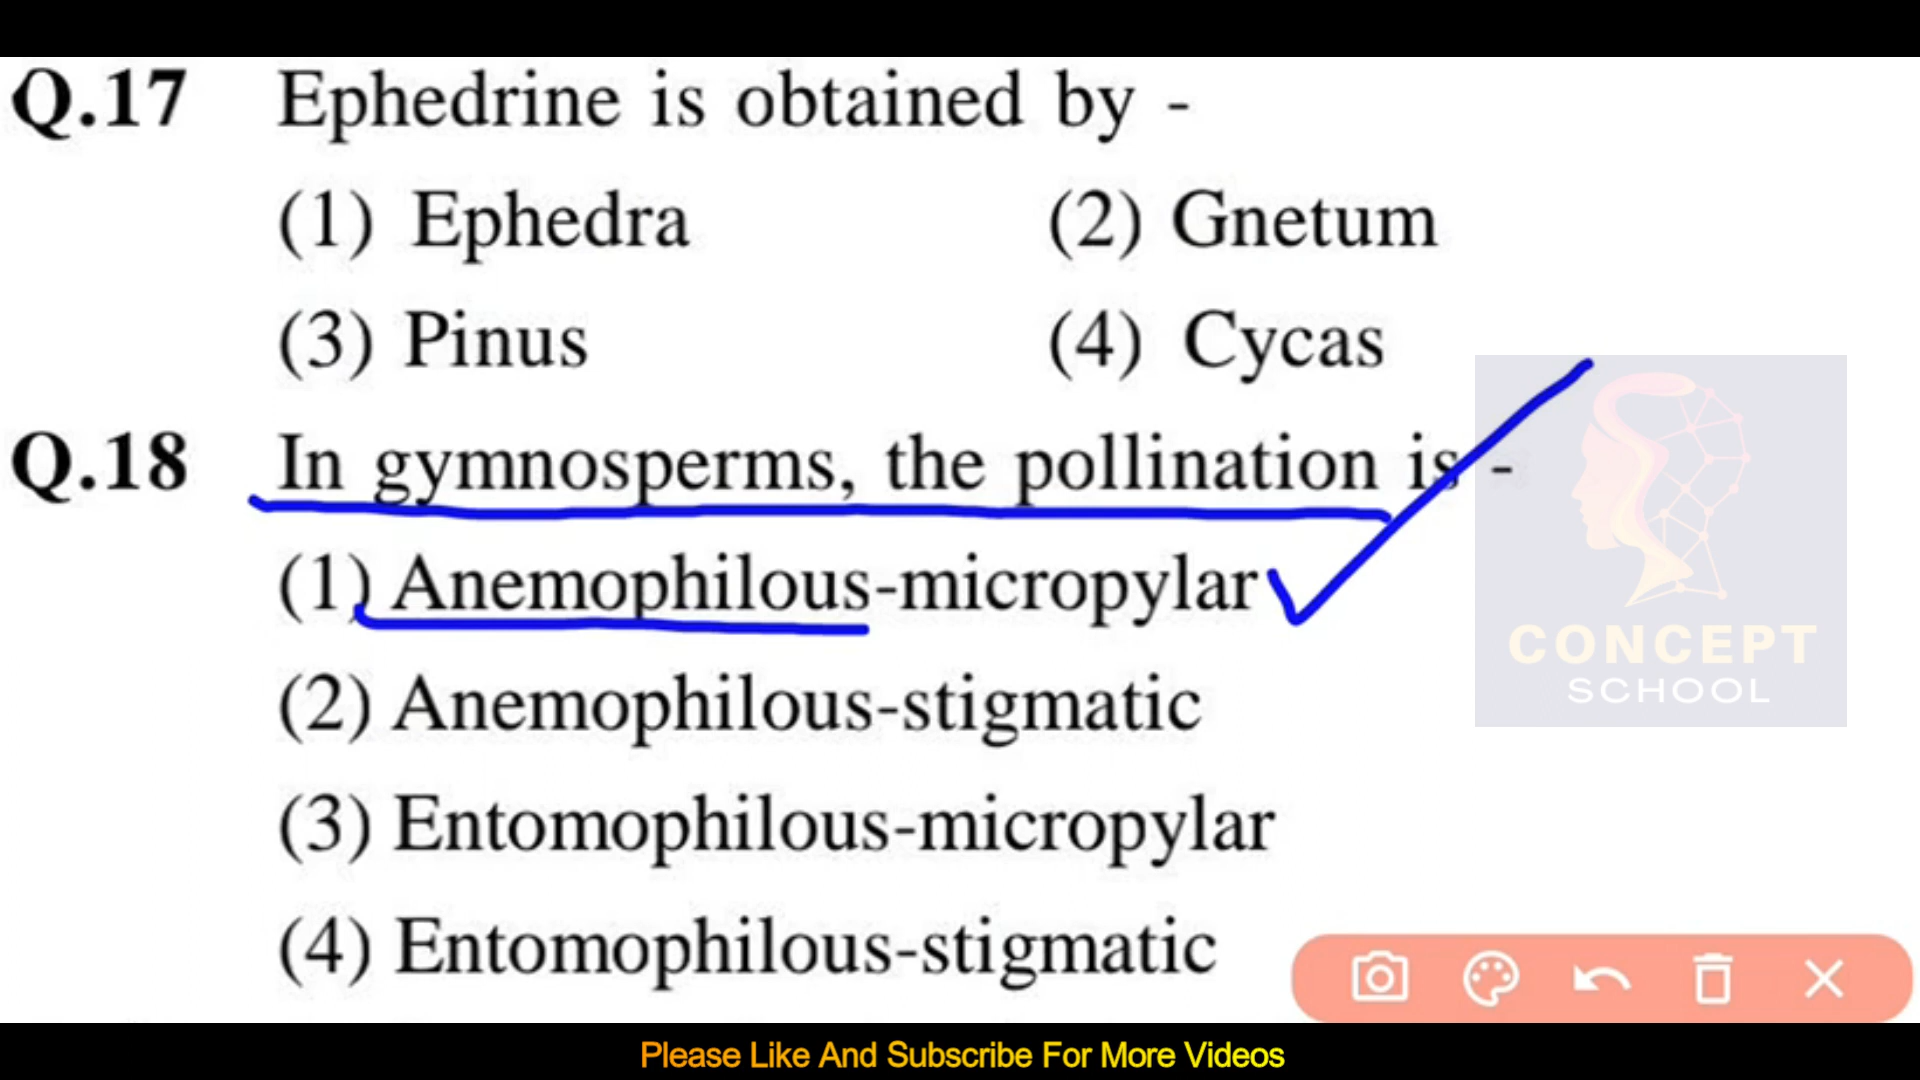 Q.17 Ephedrine is obtained by -
(1) Ephedra (2) Gnetum
(3) Pinus (4) Cycas
Q.18 In gymnosperms, the pollination is -
(1) Anemophilous-micropylar
(2) Anemophilous-stigmatic
(3) Entomophilous-micropylar
(4) Entomophilous-stigmatic
CONCEPT
SCHOOL
Please Like And Subscribe For More Videos